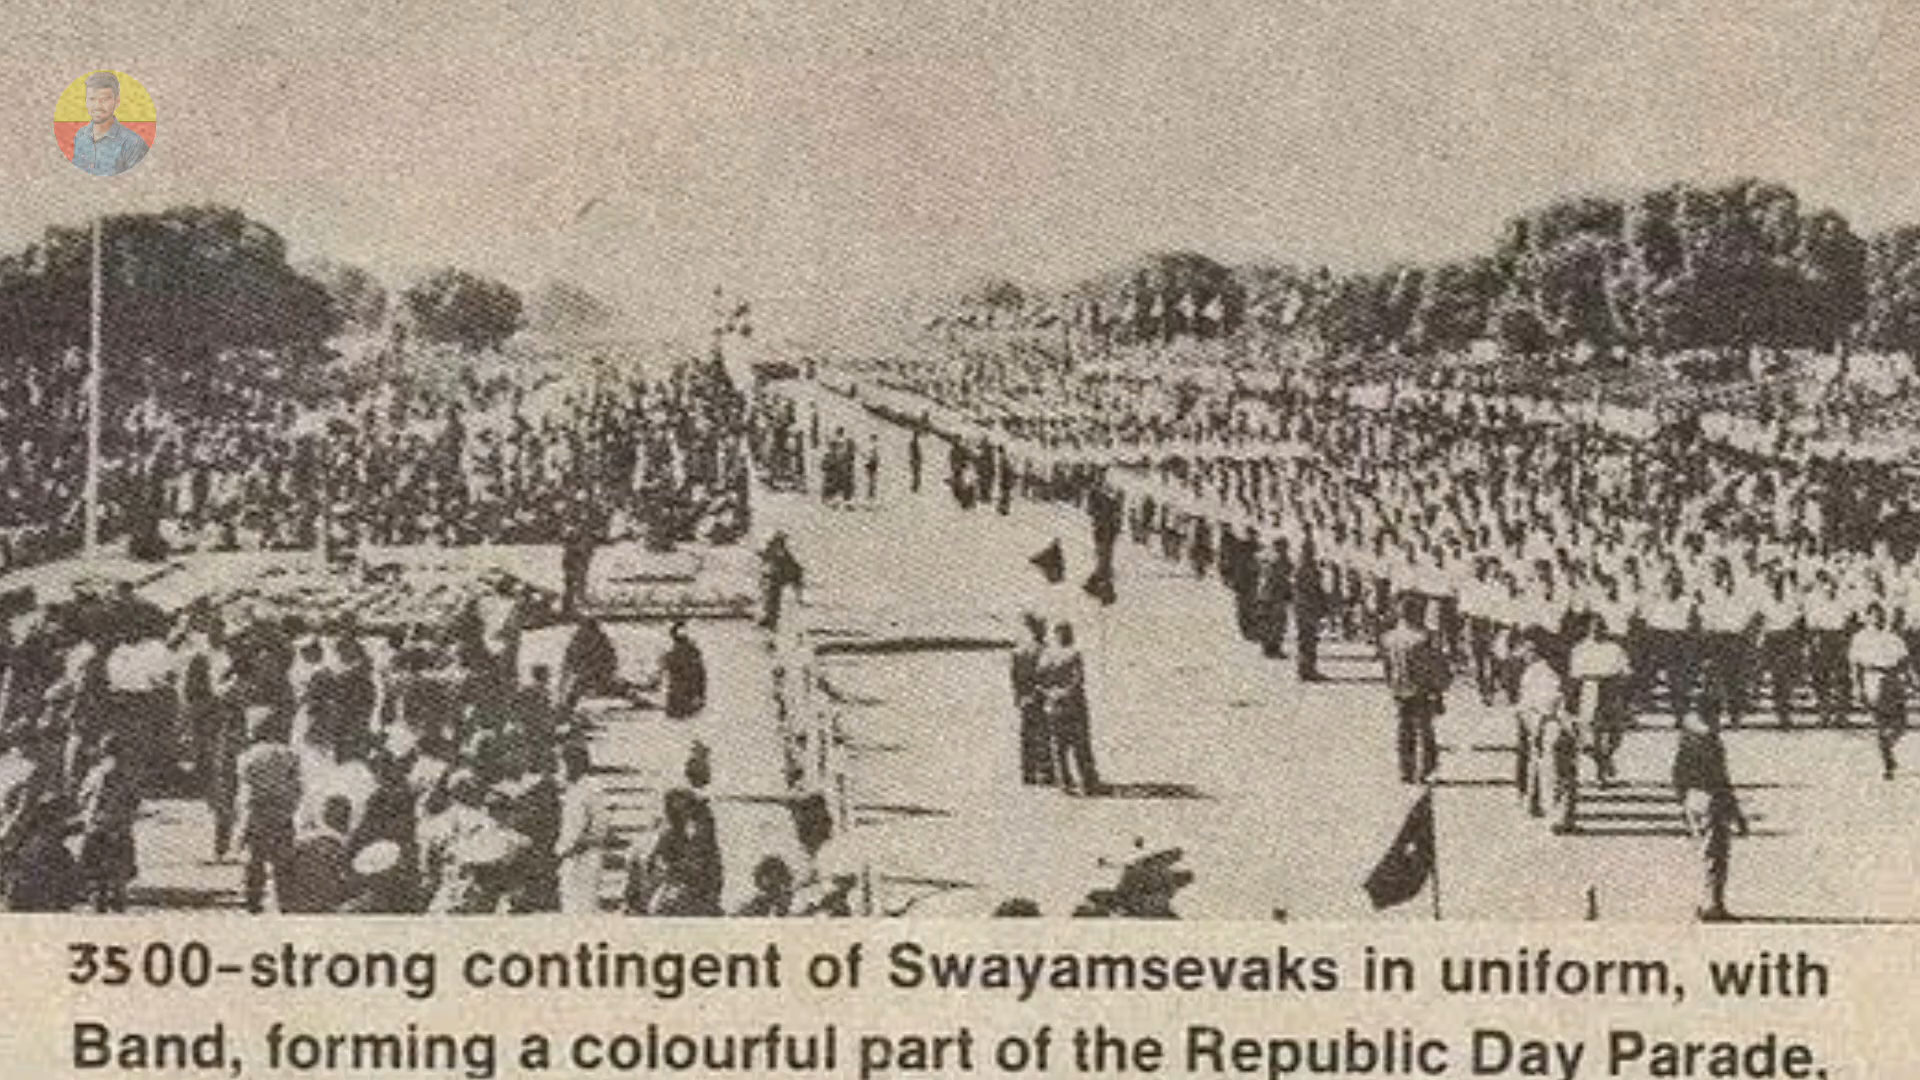 3500-strong contingent of Swayamsevaks in uniform, with
Band, forming a colourful part of the Republic Day Parade.